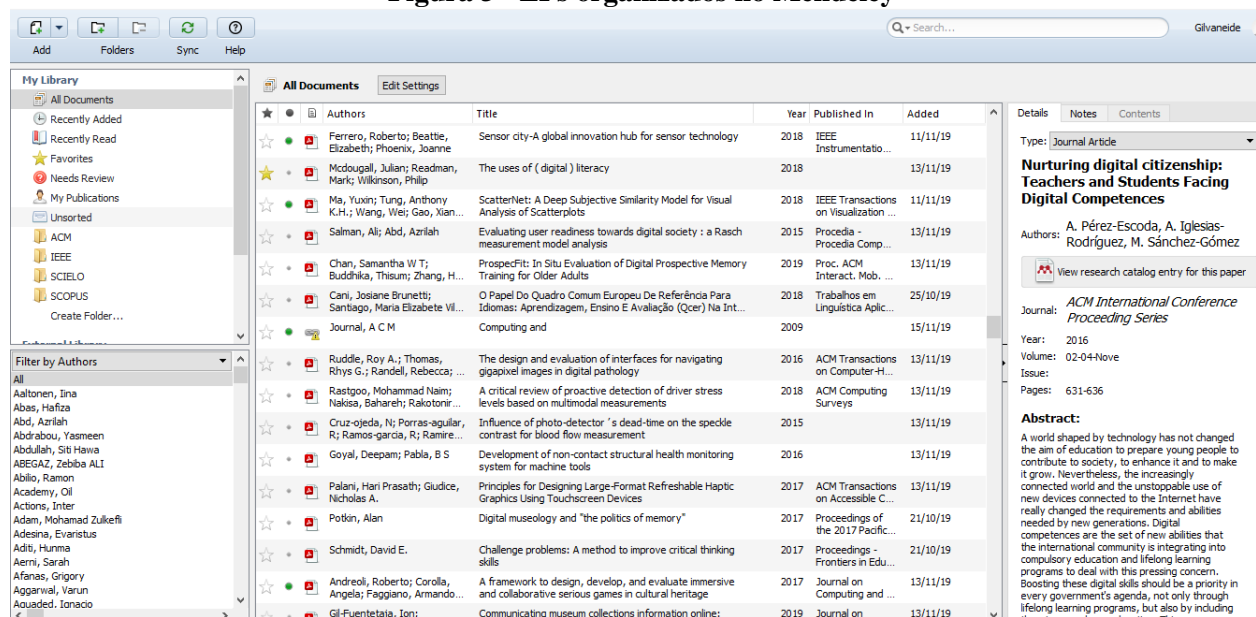 Figura 3 - EPs organizados no Mendeley
Search...
Gilvaneide
Add Folders Sync Help
My Library
All Documents
Recently Added
Recently Read
Favorites
Needs Review
My Publications
Unsorted
ACM
IEEE
SCIELO
SCOPUS
Create Folder...
Filter by Authors
All
Aaltonen, Iina
Abas, Hafiza
Abd, Azrilah
Abdrabou, Yasmeen
Abdullah, Siti Hawa
ABEGAZ, Zebiba ALI
Abilio, Ramon
Academy, Oil
Actions, Inter
Adam, Mohamad Zulkefli
Adesina, Evaristus
Aditi, Hunma
Aerni, Sarah
Afanas, Grigory
Aggarwal, Varun
Aguaded, Ignacio
All Documents Edit Settings
Authors Title Year Published In Added
Ferrero, Roberto; Beattie, Sensor city-A global innovation hub for sensor technology 2018 IEEE 11/11/19
Elizabeth; Phoenix, Joanne Instrumentatio...
Mcdougall, Julian; Readman, The uses of ( digital ) literacy 2018 13/11/19
Mark; Wilkinson, Philip
Ma, Yuxin; Tung, Anthony ScatterNet: A Deep Subjective Similarity Model for Visual 2018 IEEE Transactions 11/11/19
K.H.; Wang, Wei; Gao, Xian... Analysis of Scatterplots on Visualization ...
Salman, Ali; Abd, Azrilah Evaluating user readiness towards digital society : a Rasch 2015 Procedia - 13/11/19
measurement model analysis Procedia Comp...
Chan, Samantha W T; ProspecFit: In Situ Evaluation of Digital Prospective Memory 2019 Proc. ACM 13/11/19
Buddhika, Thisum; Zhang, H... Training for Older Adults Interact. Mob. ...
Cani, Josiane Brunetti; O Papel Do Quadro Comum Europeu De Referência Para 2018 Trabalhos em 25/10/19
Santiago, Maria Elizabete Vil... Idiomas: Aprendizagem, Ensino E Avaliação (Qcer) Na Int... Linguística Aplic...
Journal, A C M Computing and 2009 15/11/19
Ruddle, Roy A.; Thomas, The design and evaluation of interfaces for navigating 2016 ACM Transactions 13/11/19
Rhys G.; Randell, Rebecca; ... gigapixel images in digital pathology on Computer-H...
Rastgoo, Mohammad Naim; A critical review of proactive detection of driver stress 2018 ACM Computing 13/11/19
Nakisa, Bahareh; Rakotonir... levels based on multimodal measurements Surveys
Cruz-ojeda, N; Porras-aguilar, Influence of photo-detector ´s dead-time on the speckle 2015 13/11/19
R; Ramos-garcia, R; Ramire... contrast for blood flow measurement
Goyal, Deepam; Pabla, B S Development of non-contact structural health monitoring 2016 13/11/19
system for machine tools
Palani, Hari Prasath; Giudice, Principles for Designing Large-Format Refreshable Haptic 2017 ACM Transactions 13/11/19
Nicholas A. Graphics Using Touchscreen Devices on Accessible C...
Potkin, Alan Digital museology and "the politics of memory" 2017 Proceedings of 21/10/19
the 2017 Pacific...
Schmidt, David E. Challenge problems: A method to improve critical thinking 2017 Proceedings - 21/10/19
skills Frontiers in Edu...
Andreoli, Roberto; Corolla, A framework to design, develop, and evaluate immersive 2017 Journal on 13/11/19
Angela; Faggiano, Armando... and collaborative serious games in cultural heritage Computing and ...
Gil-Fuentetaja, Ion; Communicating museum collections information online: 2019 Journal on 13/11/19
Details Notes Contents
Type: Journal Article
Nurturing digital citizenship:
Teachers and Students Facing
Digital Competences
Authors: A. Pérez-Escoda, A. Iglesias-
Rodríguez, M. Sánchez-Gómez
View research catalog entry for this paper
Journal: ACM International Conference
Proceeding Series
Year: 2016
Volume: 02-04-Nove
Issue:
Pages: 631-636
Abstract:
A world shaped by technology has not changed
the aim of education to prepare young people to
contribute to society, to enhance it and to make
it grow. Nevertheless, the increasingly
connected world and the unstoppable use of
new devices connected to the Internet have
really changed the requirements and abilities
needed by new generations. Digital
competences are the set of new abilities that
the international community is integrating into
compulsory education and lifelong learning
programs to deal with this pressing concern.
Boosting these digital skills should be a priority in
every government's agenda, not only through
lifelong learning programs, but also by including